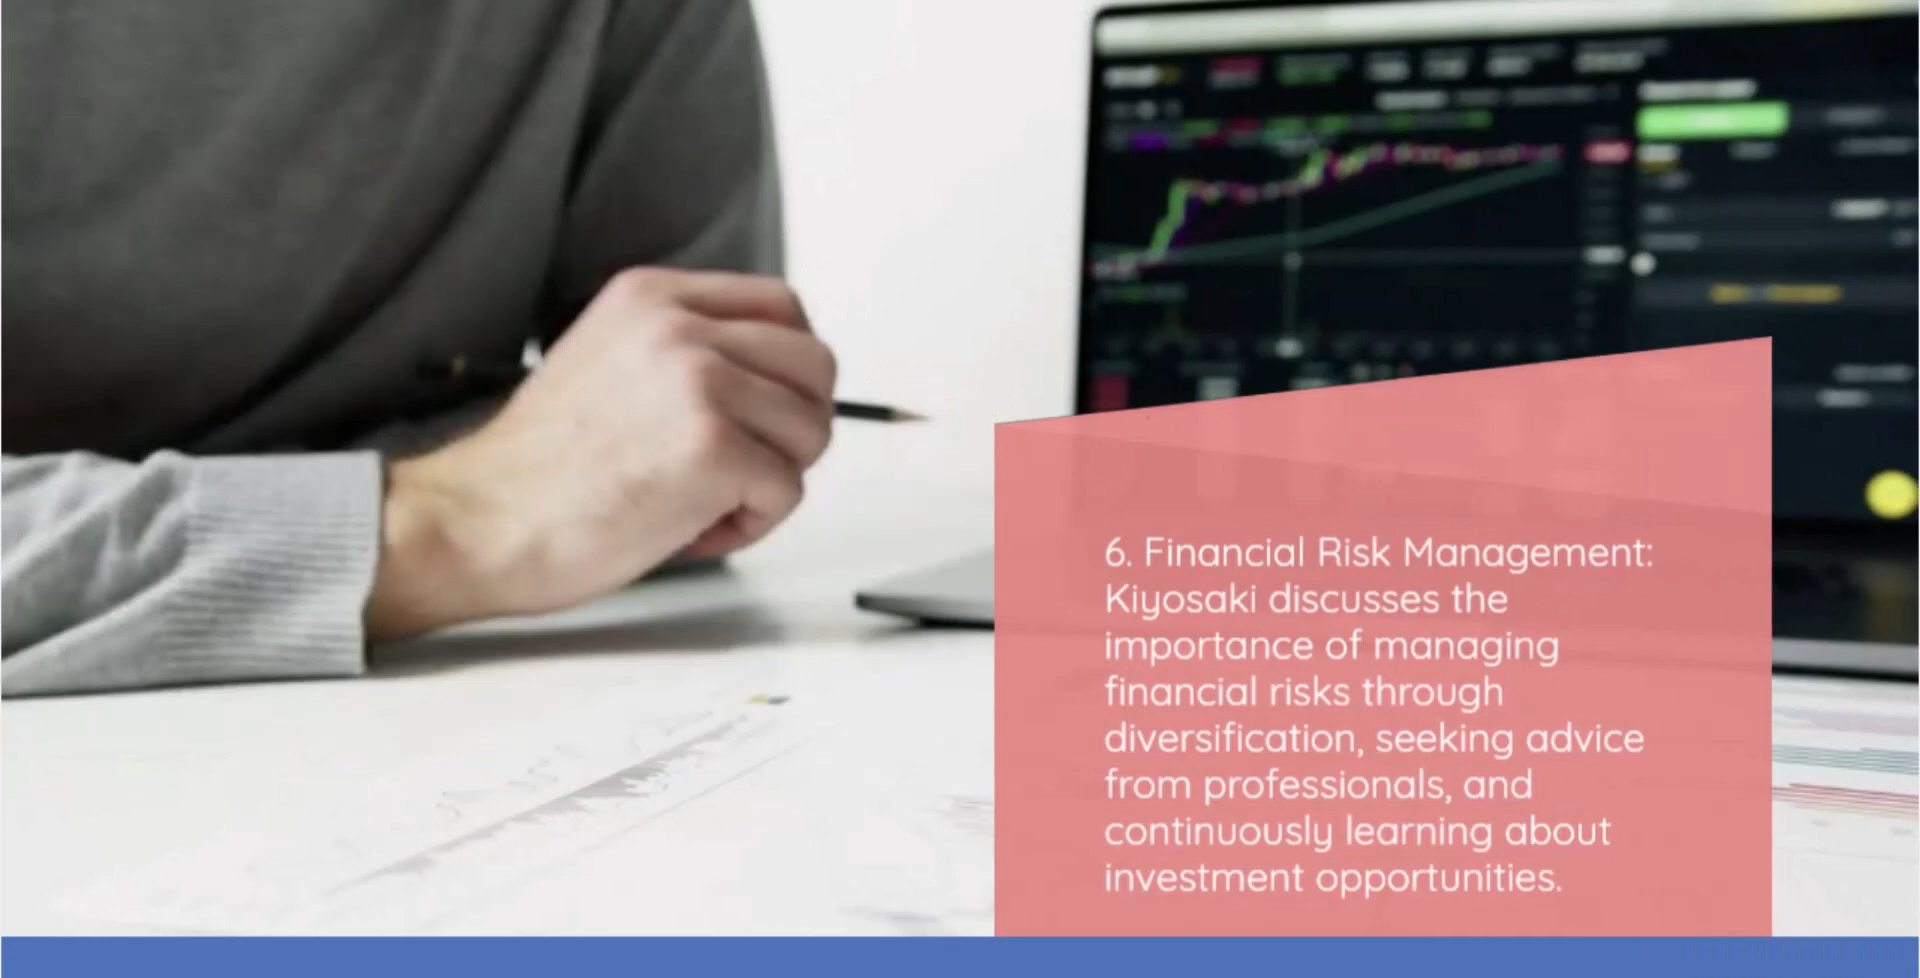 6. Financial Risk Management:
Kiyosaki discusses the
importance of managing
financial risks through
diversification, seeking advice
from professionals, and
continuously learning about
investment opportunities.